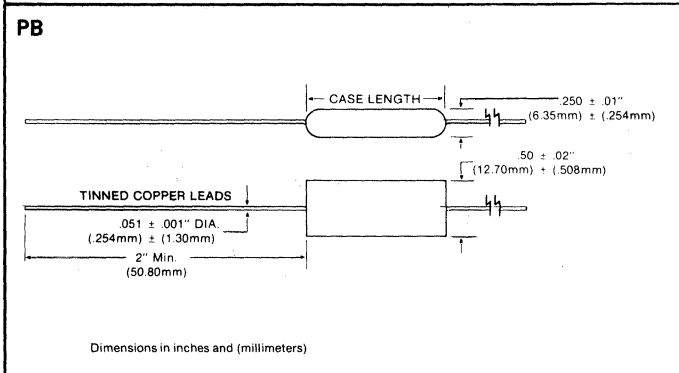 PB
CASE LENGTH
.250 ± .01"
(6.35mm) ± (.254mm)
.50 ± .02"
(12.70mm) ± (.508mm)
TINNED COPPER LEADS
.051 ± .001" DIA.
(.254mm) ± (1.30mm)
2" Min.
(50.80mm)
Dimensions in inches and (millimeters)